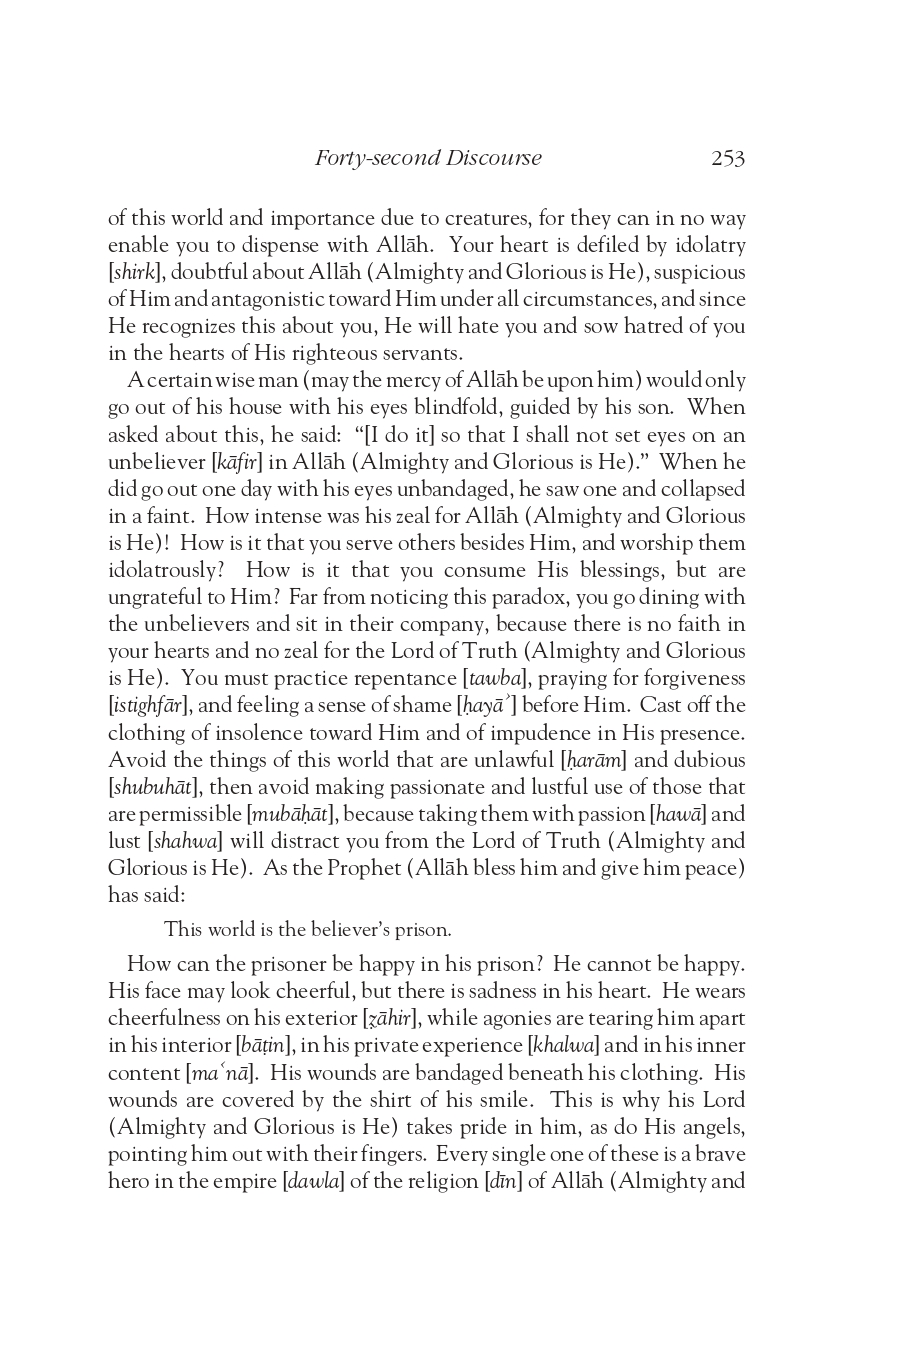 Forty-second Discourse 253
of this world and importance due to creatures, for they can in no way
enable you to dispense with Allāh. Your heart is defiled by idolatry
[shirk], doubtful about Allāh (Almighty and Glorious is He), suspicious
of Him and antagonistic toward Him under all circumstances, and since
He recognizes this about you, He will hate you and sow hatred of you
in the hearts of His righteous servants.
A certain wise man (may the mercy of Allāh be upon him) would only
go out of his house with his eyes blindfold, guided by his son. When
asked about this, he said: “[I do it] so that I shall not set eyes on an
unbeliever [kāfir] in Allāh (Almighty and Glorious is He).” When he
did go out one day with his eyes unbandaged, he saw one and collapsed
in a faint. How intense was his zeal for Allāh (Almighty and Glorious
is He)! How is it that you serve others besides Him, and worship them
idolatrously? How is it that you consume His blessings, but are
ungrateful to Him? Far from noticing this paradox, you go dining with
the unbelievers and sit in their company, because there is no faith in
your hearts and no zeal for the Lord of Truth (Almighty and Glorious
is He). You must practice repentance [tawba], praying for forgiveness
[istighfār], and feeling a sense of shame [ḥayāʾ] before Him. Cast off the
clothing of insolence toward Him and of impudence in His presence.
Avoid the things of this world that are unlawful [ḥarām] and dubious
[shubuhāt], then avoid making passionate and lustful use of those that
are permissible [mubāḥāt], because taking them with passion [hawā] and
lust [shahwa] will distract you from the Lord of Truth (Almighty and
Glorious is He). As the Prophet (Allāh bless him and give him peace)
has said:
This world is the believer’s prison.
How can the prisoner be happy in his prison? He cannot be happy.
His face may look cheerful, but there is sadness in his heart. He wears
cheerfulness on his exterior [ẓāhir], while agonies are tearing him apart
in his interior [bāṭin], in his private experience [khalwa] and in his inner
content [maʿnā]. His wounds are bandaged beneath his clothing. His
wounds are covered by the shirt of his smile. This is why his Lord
(Almighty and Glorious is He) takes pride in him, as do His angels,
pointing him out with their fingers. Every single one of these is a brave
hero in the empire [dawla] of the religion [dīn] of Allāh (Almighty and